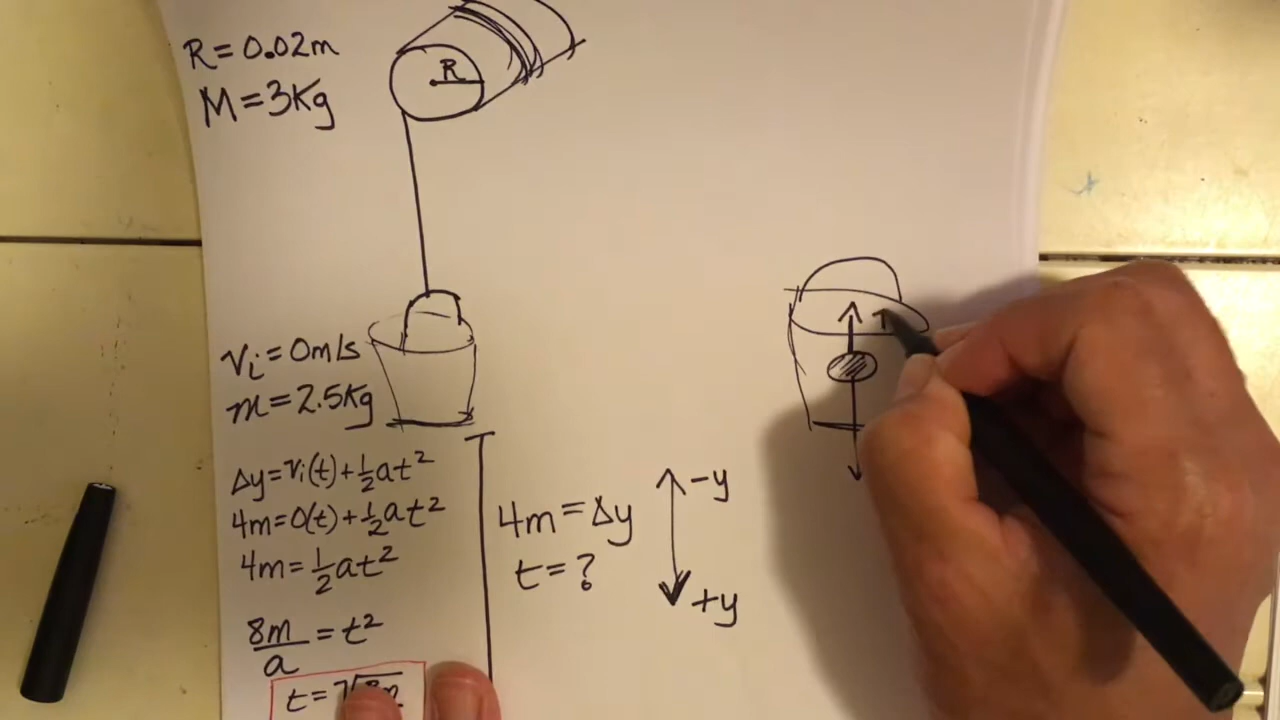 R = 0.02m
M = 3Kg
R
vᵢ = 0m/s
m = 2.5Kg
Δy = vᵢ(t) + ½at²
4m = 0(t) + ½at²
4m = ½at²
8m/a = t²
t = √
4m = Δy
t = ?
-y
+y